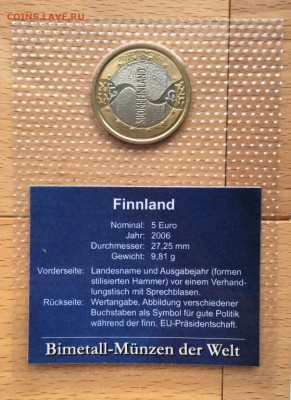 COINS.LAVE.RU
SUOMI FINLAND
Finnland
Nominal: 5 Euro
Jahr: 2006
Durchmesser: 27,25 mm
Gewicht: 9,81 g
Vorderseite: Landesname und Ausgabejahr (formen
stilisierten Hammer) vor einem Verhand-
lungstisch mit Sprechblasen.
Rückseite: Wertangabe, Abbildung verschiedener
Buchstaben als Symbol für gute Politik
während der finn. EU-Präsidentschaft.
Bimetall-Münzen der Welt